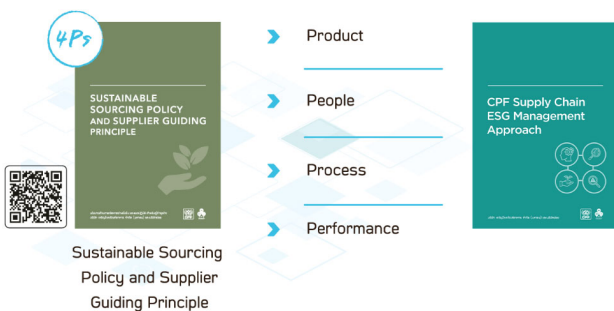 4Ps
SUSTAINABLE
SOURCING POLICY
AND SUPPLIER GUIDING
PRINCIPLE
Sustainable Sourcing
Policy and Supplier
Guiding Principle
Product
People
Process
Performance
CPF Supply Chain
ESG Management
Approach